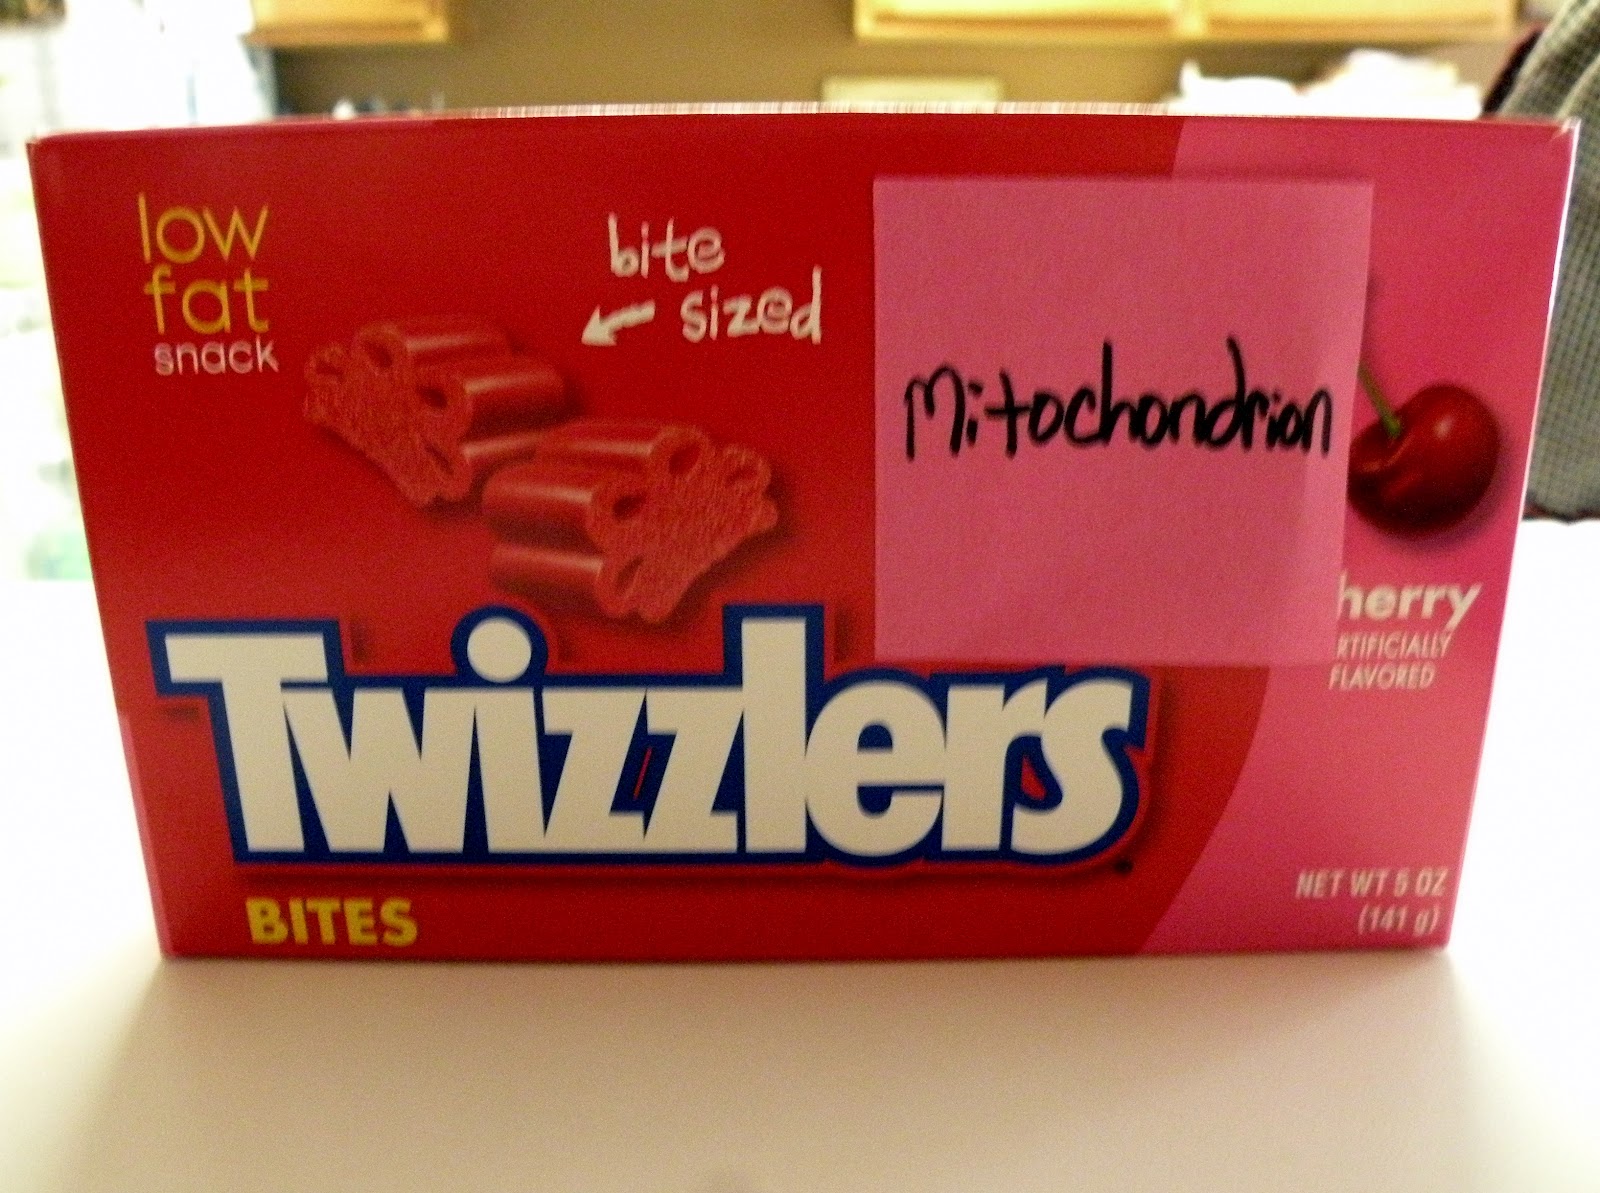 low
fat
snack
bite
sized
Mitochondrion
herry
RTIFICIALLY
FLAVORED
Twizzlers
BITES
NET WT 5 OZ
(141 g)